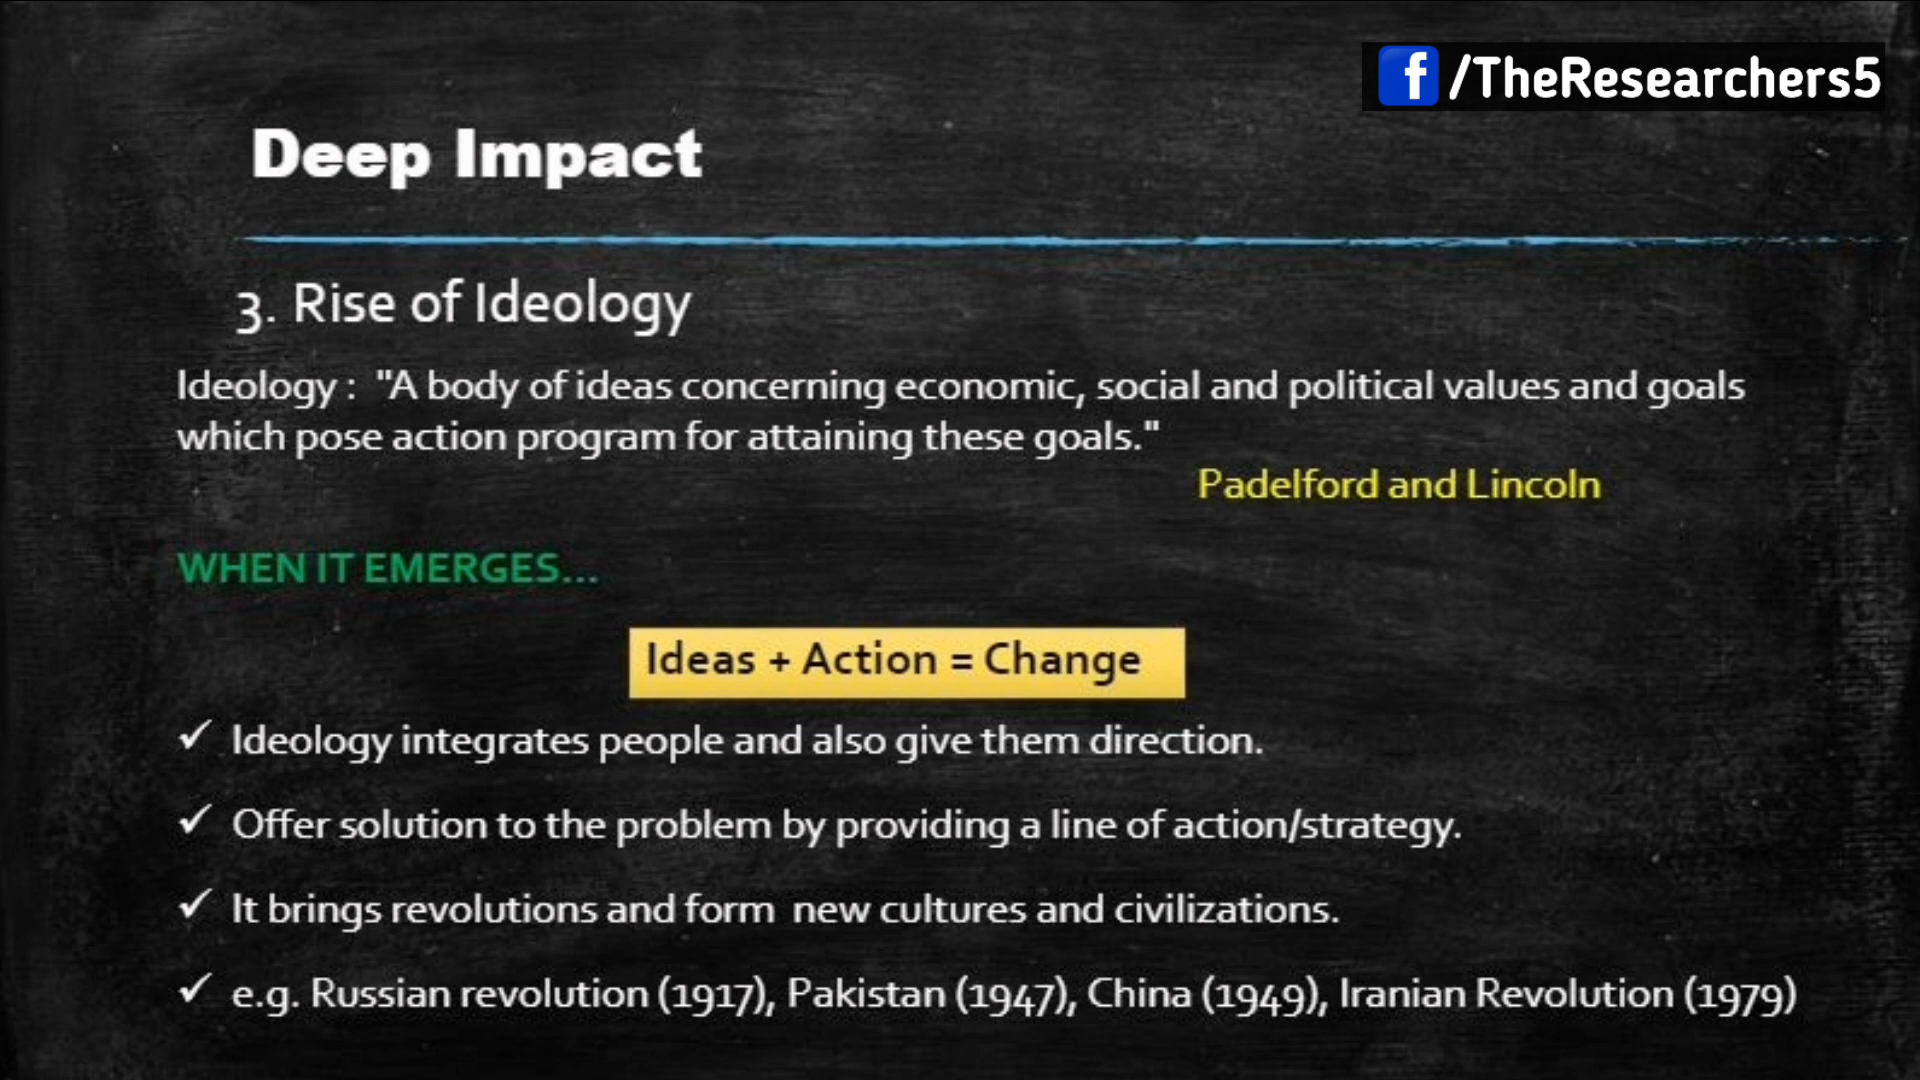 f /TheResearchers5
Deep Impact
3. Rise of Ideology
Ideology : "A body of ideas concerning economic, social and political values and goals
which pose action program for attaining these goals."
Padelford and Lincoln
WHEN IT EMERGES...
Ideas + Action = Change
✓ Ideology integrates people and also give them direction.
✓ Offer solution to the problem by providing a line of action/strategy.
✓ It brings revolutions and form new cultures and civilizations.
✓ e.g. Russian revolution (1917), Pakistan (1947), China (1949), Iranian Revolution (1979)